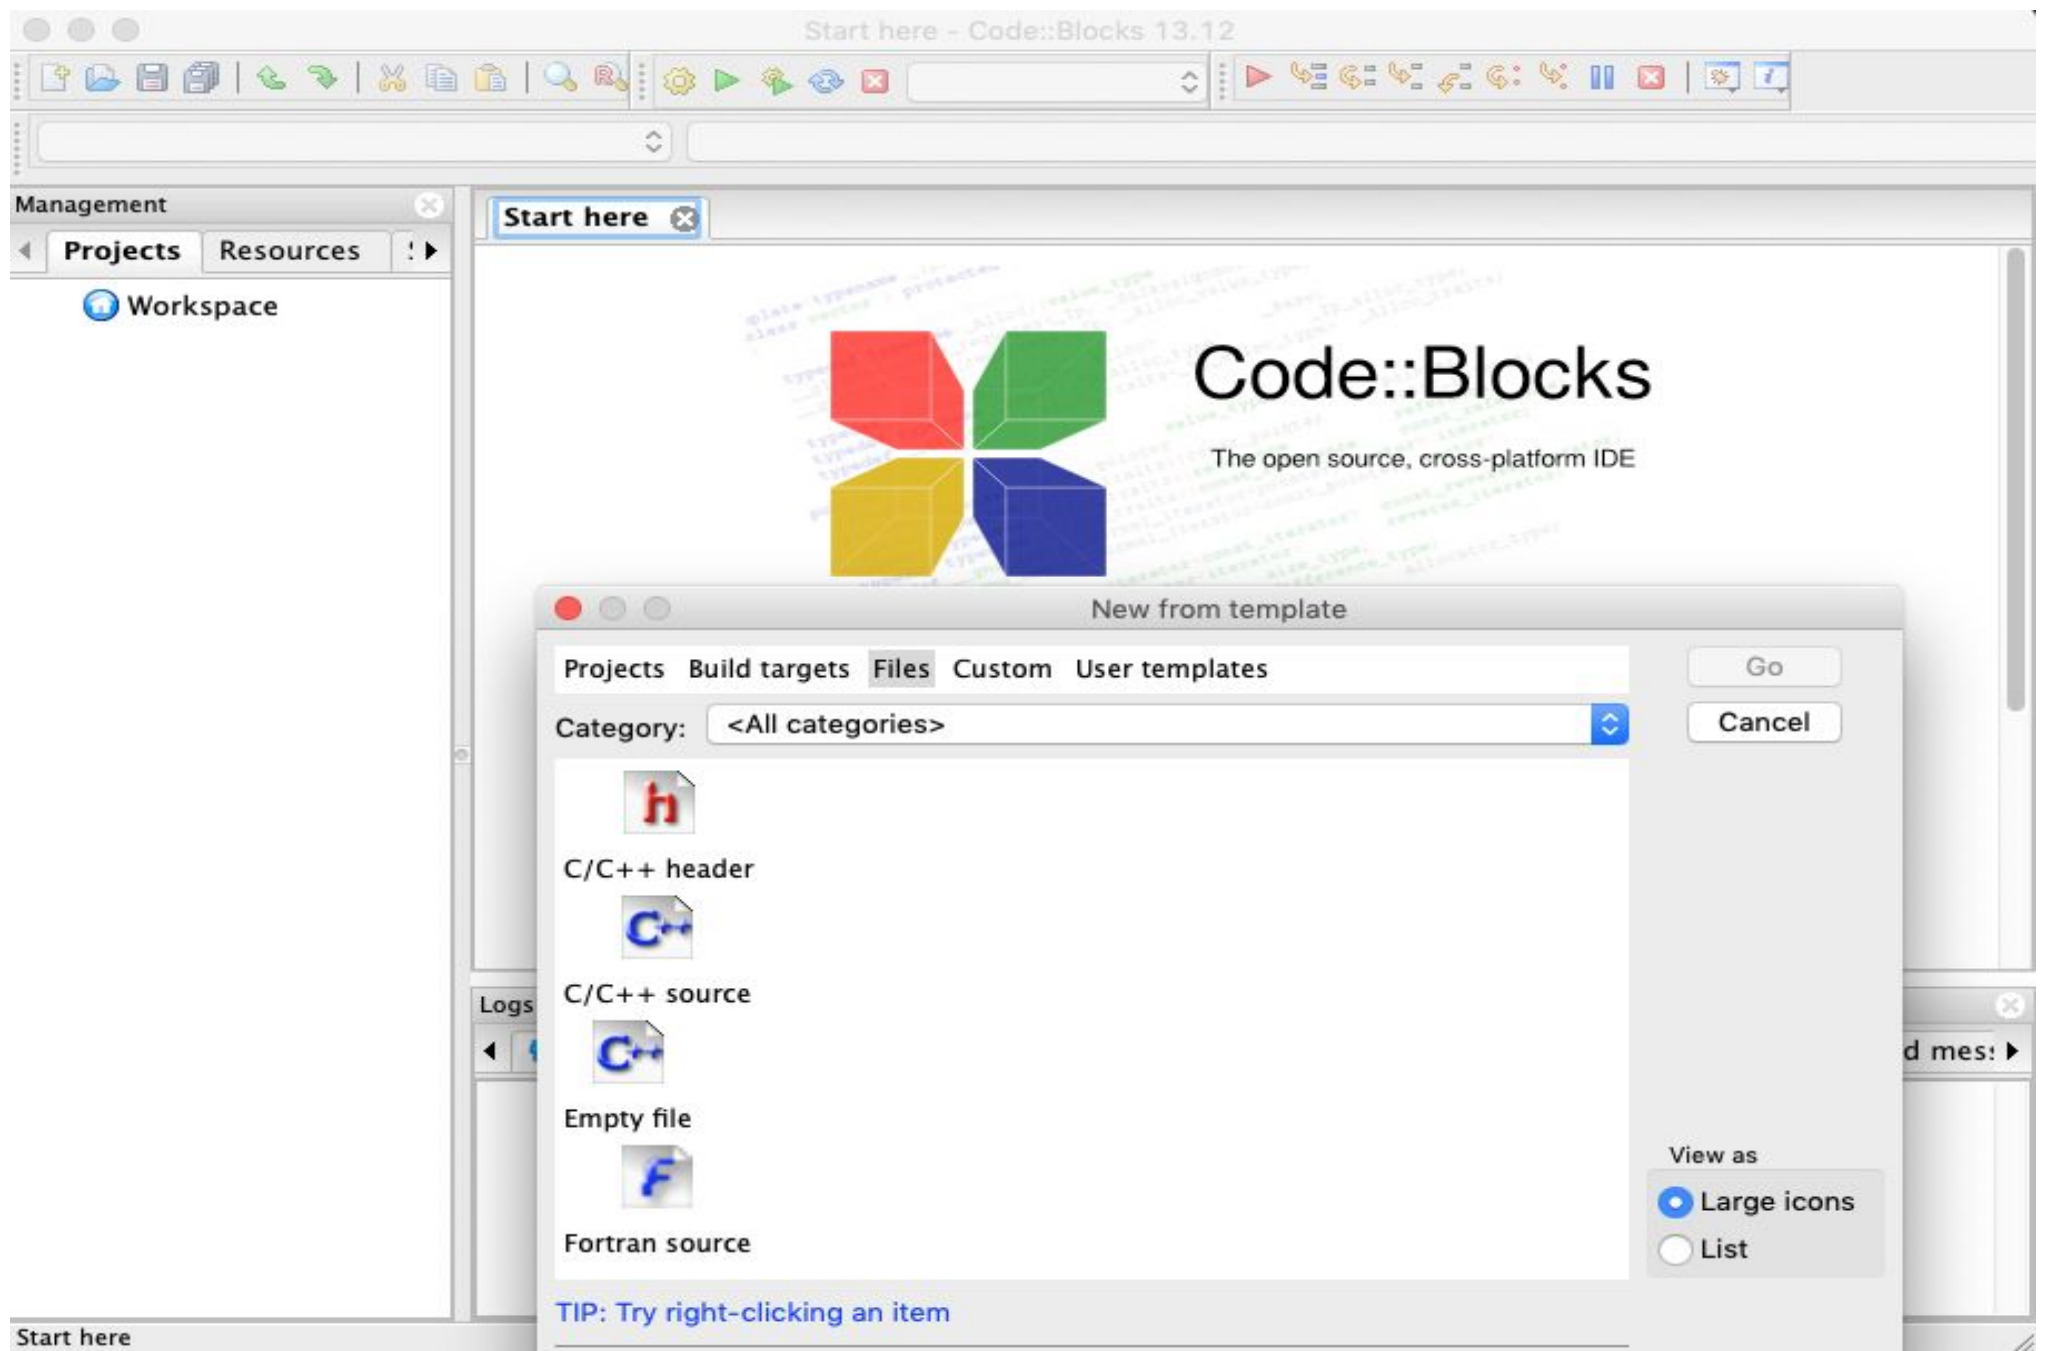 Start here - Code::Blocks 13.12
Management
Projects Resources
Workspace
Start here
Code::Blocks
The open source, cross-platform IDE
New from template
Projects Build targets Files Custom User templates
Go
Category: <All categories>
Cancel
C/C++ header
C/C++ source
Empty file
Fortran source
View as
Large icons
List
TIP: Try right-clicking an item
Logs
d mes
Start here